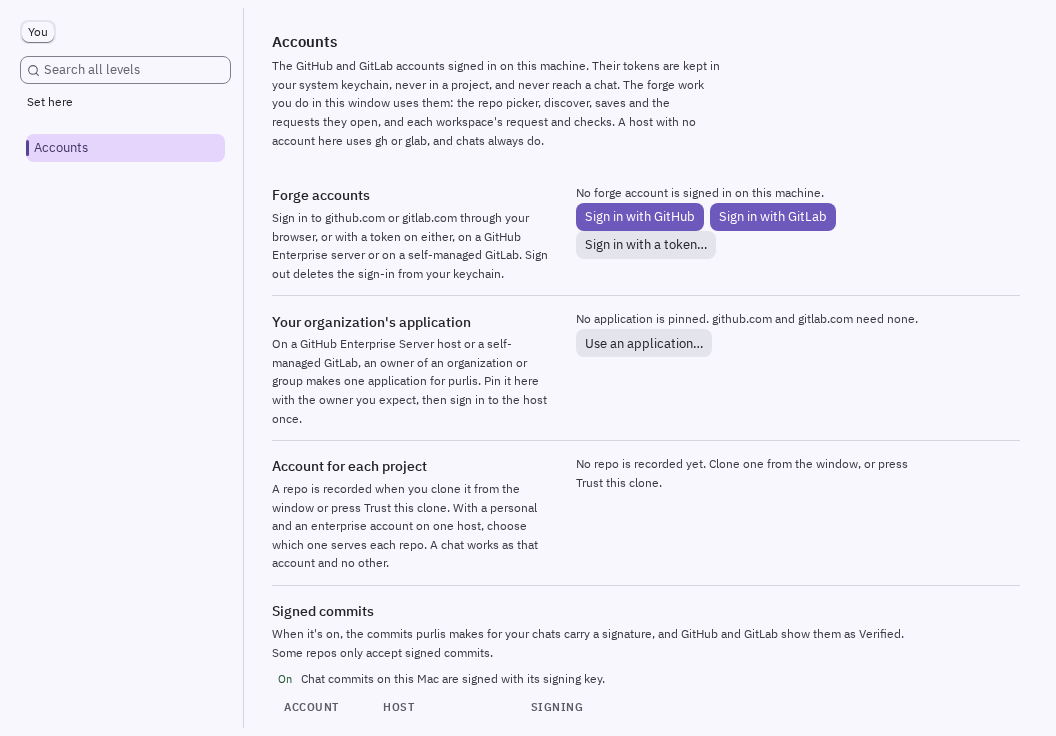 You
Search all levels
Set here
Accounts
Accounts
The GitHub and GitLab accounts signed in on this machine. Their tokens are kept in
your system keychain, never in a project, and never reach a chat. The forge work
you do in this window uses them: the repo picker, discover, saves and the
requests they open, and each workspace's request and checks. A host with no
account here uses gh or glab, and chats always do.
Forge accounts
Sign in to github.com or gitlab.com through your
browser, or with a token on either, on a GitHub
Enterprise server or on a self-managed GitLab. Sign
out deletes the sign-in from your keychain.
No forge account is signed in on this machine.
Sign in with GitHub
Sign in with GitLab
Sign in with a token…
Your organization's application
On a GitHub Enterprise Server host or a self-
managed GitLab, an owner of an organization or
group makes one application for purlis. Pin it here
with the owner you expect, then sign in to the host
once.
No application is pinned. github.com and gitlab.com need none.
Use an application…
Account for each project
A repo is recorded when you clone it from the
window or press Trust this clone. With a personal
and an enterprise account on one host, choose
which one serves each repo. A chat works as that
account and no other.
No repo is recorded yet. Clone one from the window, or press
Trust this clone.
Signed commits
When it's on, the commits purlis makes for your chats carry a signature, and GitHub and GitLab show them as Verified.
Some repos only accept signed commits.
On Chat commits on this Mac are signed with its signing key.
ACCOUNT HOST SIGNING